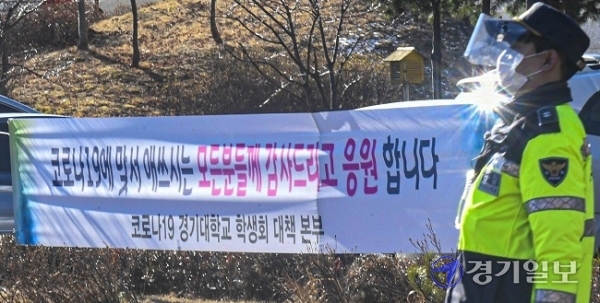 코로나19에 맞서 애쓰시는 모든분들께 감사드리고 응원 합니다
코로나19 경기대학교 학생회 대책 본부
경기일보